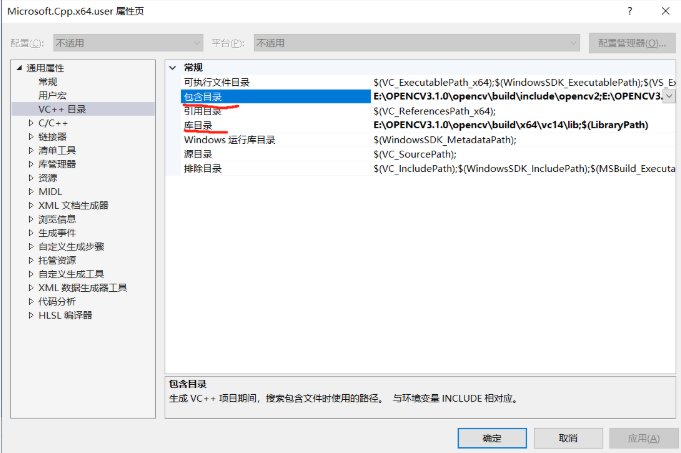 Microsoft.Cpp.x64.user 属性页
配置(C): 不适用 平台(P): 不适用 配置管理器(O)...
通用属性
常规
用户宏
VC++ 目录
C/C++
链接器
清单工具
库管理器
资源
MIDL
XML 文档生成器
浏览信息
生成事件
自定义生成步骤
托管资源
自定义生成工具
XML 数据生成器工具
代码分析
HLSL 编译器
常规
可执行文件目录 $(VC_ExecutablePath_x64);$(WindowsSDK_ExecutablePath);$(VS_Ex
包含目录 E:\OPENCV3.1.0\opencv\build\include\opencv2;E:\OPENCV3.
引用目录 $(VC_ReferencesPath_x64);
库目录 E:\OPENCV3.1.0\opencv\build\x64\vc14\lib;$(LibraryPath)
Windows 运行库目录 $(WindowsSDK_MetadataPath);
源目录 $(VC_SourcePath);
排除目录 $(VC_IncludePath);$(WindowsSDK_IncludePath);$(MSBuild_Executa
包含目录
生成 VC++ 项目期间，搜索包含文件时使用的路径。 与环境变量 INCLUDE 相对应。
确定 取消 应用(A)